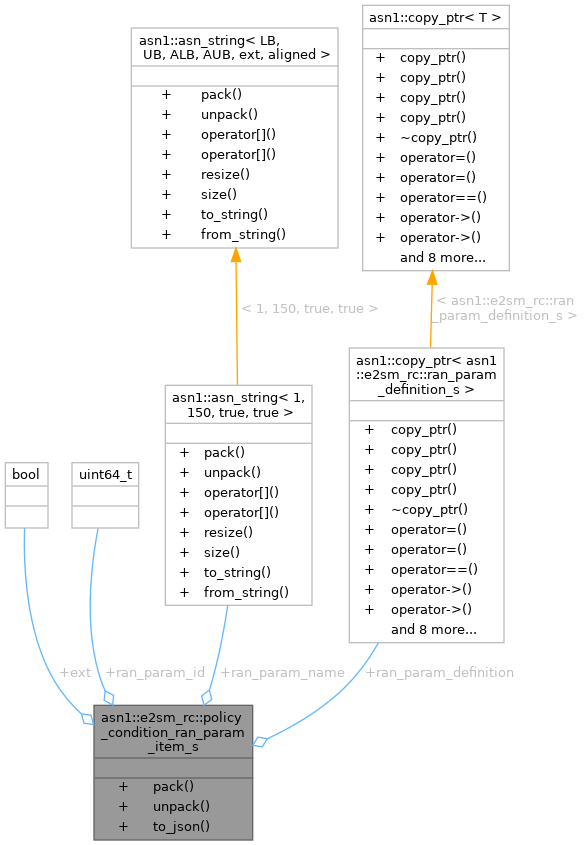 asn1::copy_ptr< T >
+ copy_ptr()
+ copy_ptr()
+ copy_ptr()
+ copy_ptr()
+ ~copy_ptr()
+ operator=()
+ operator=()
+ operator==()
+ operator->()
+ operator->()
and 8 more...
asn1::asn_string< LB,
UB, ALB, AUB, ext, aligned >
+ pack()
+ unpack()
+ operator[]()
+ operator[]()
+ resize()
+ size()
+ to_string()
+ from_string()
< 1, 150, true, true >
< asn1::e2sm_rc::ran
_param_definition_s >
asn1::asn_string< 1,
150, true, true >
+ pack()
+ unpack()
+ operator[]()
+ operator[]()
+ resize()
+ size()
+ to_string()
+ from_string()
asn1::copy_ptr< asn1
::e2sm_rc::ran_param
_definition_s >
+ copy_ptr()
+ copy_ptr()
+ copy_ptr()
+ copy_ptr()
+ ~copy_ptr()
+ operator=()
+ operator=()
+ operator==()
+ operator->()
+ operator->()
and 8 more...
bool
uint64_t
+ext
+ran_param_id
+ran_param_name
+ran_param_definition
asn1::e2sm_rc::policy
_condition_ran_param
_item_s
+ pack()
+ unpack()
+ to_json()